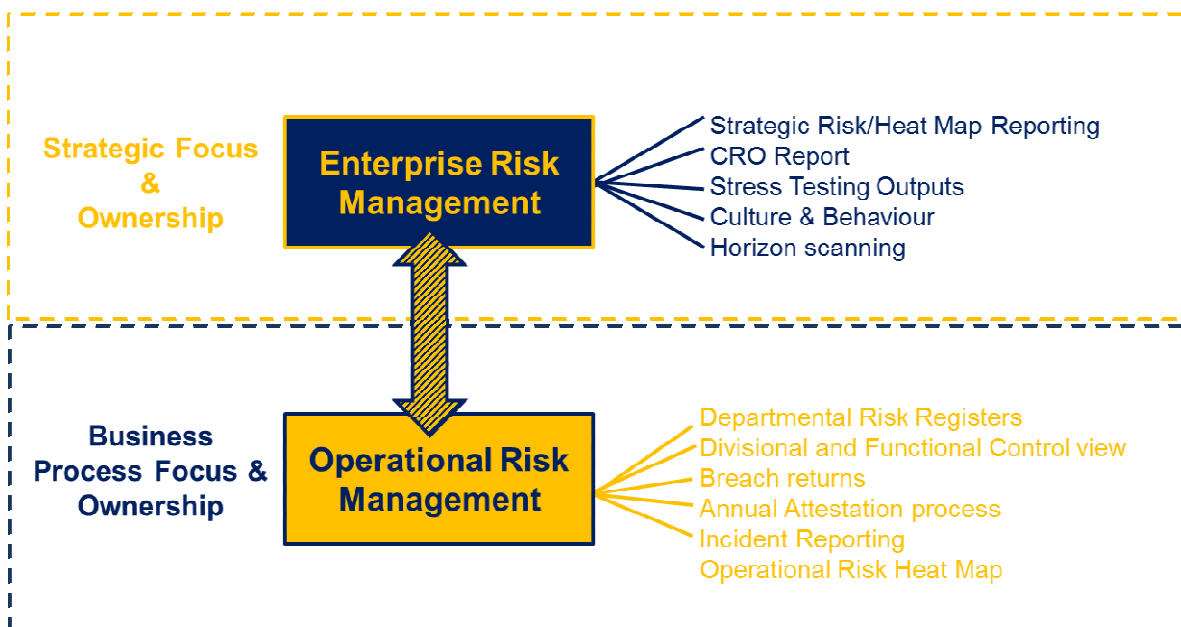 Strategic Focus
&
Ownership
Enterprise Risk
Management
Strategic Risk/Heat Map Reporting
CRO Report
Stress Testing Outputs
Culture & Behaviour
Horizon scanning
Business
Process Focus &
Ownership
Operational Risk
Management
Departmental Risk Registers
Divisional and Functional Control view
Breach returns
Annual Attestation process
Incident Reporting
Operational Risk Heat Map